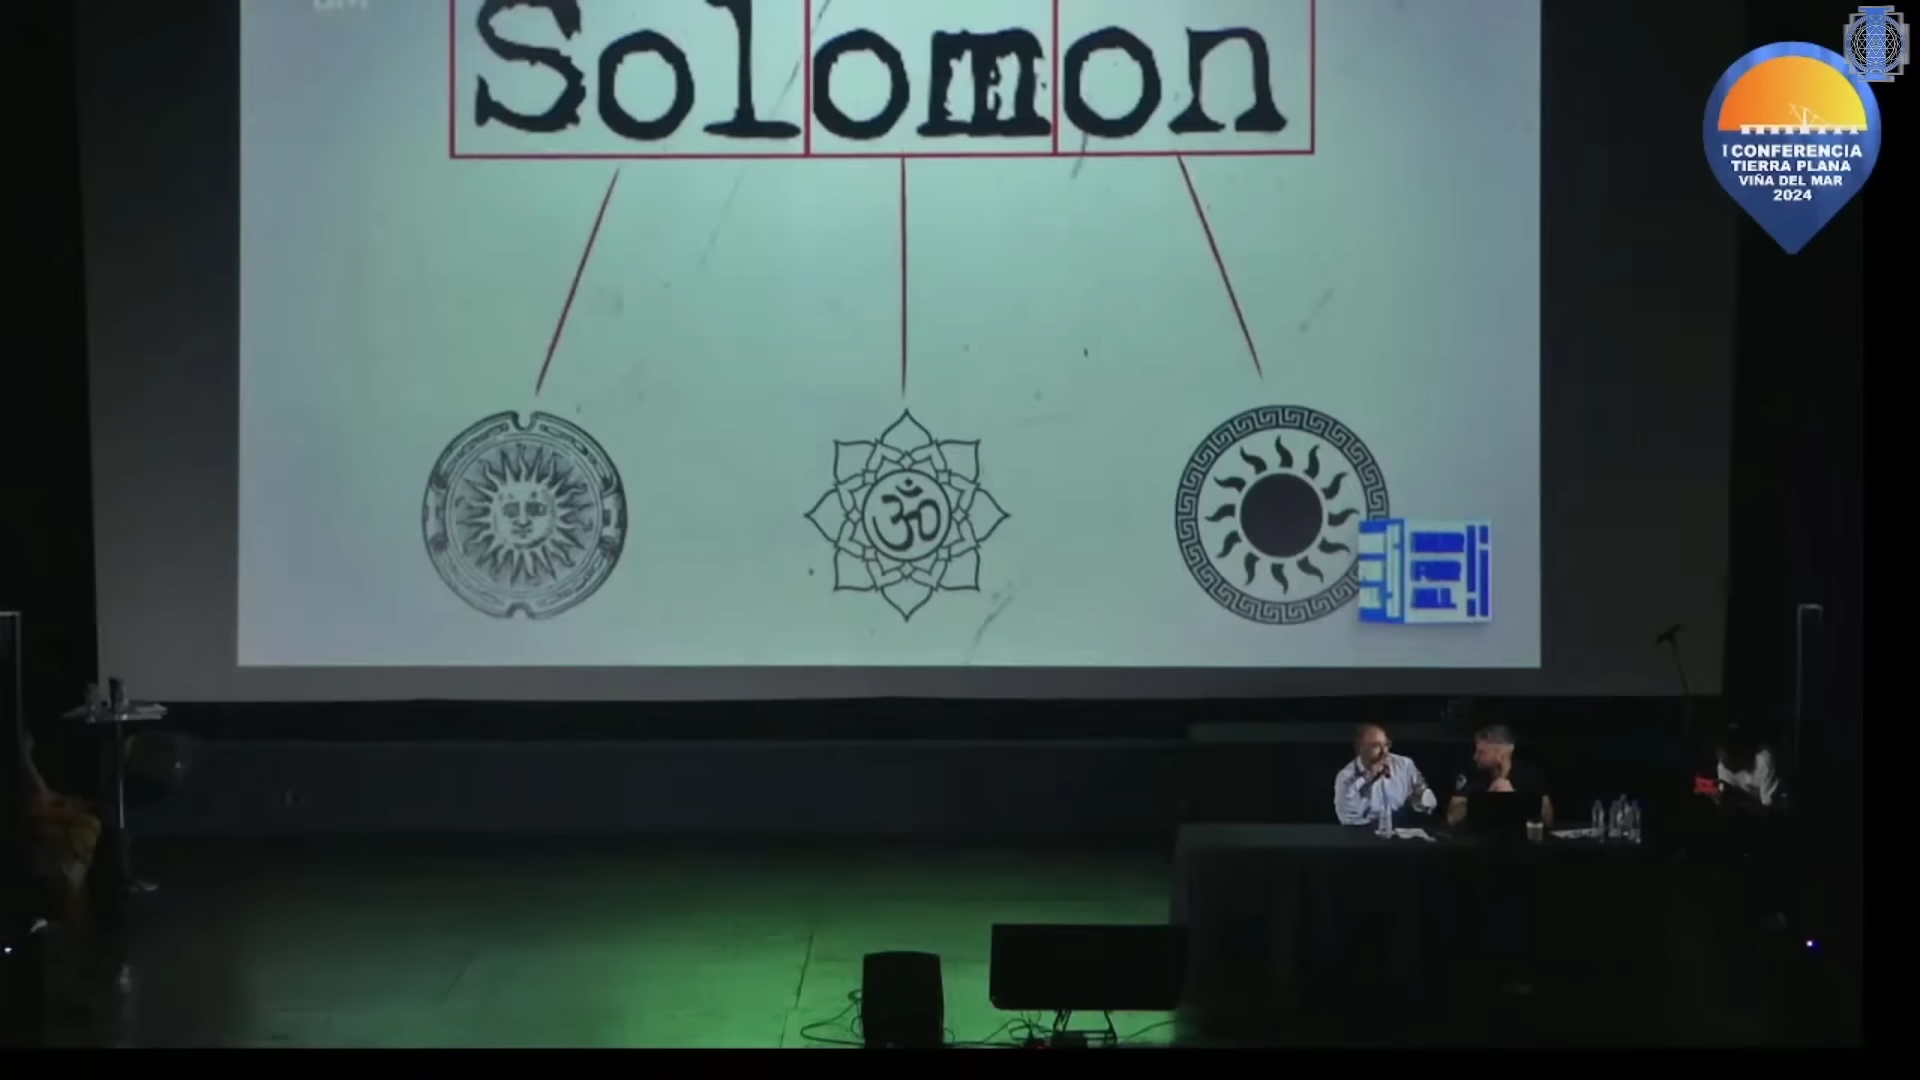 Solomon
ॐ
I CONFERENCIA
TIERRA PLANA
VIÑA DEL MAR
2024